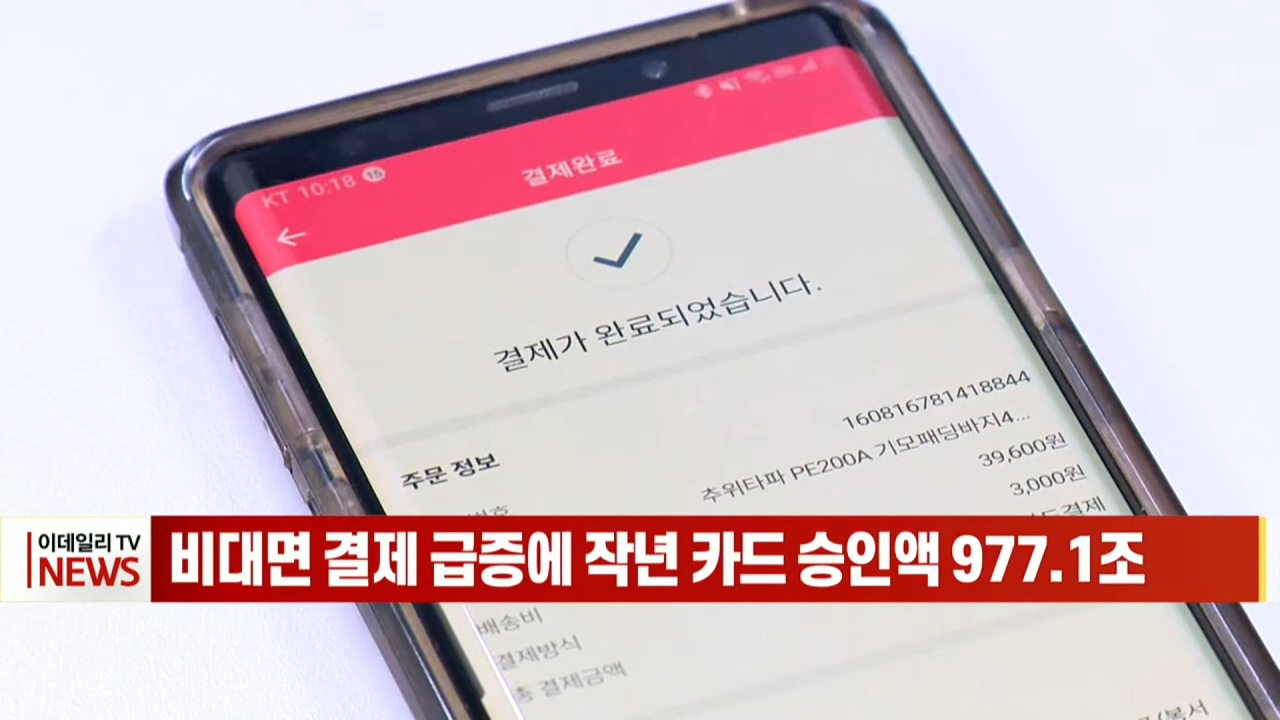 KT 10:18 15
결제완료
결제가 완료되었습니다.
주문 정보
160816781418844
추위타파 PE200A 기모패딩바지4...
39,600원
3,000원
이데일리 TV
NEWS
비대면 결제 급증에 작년 카드 승인액 977.1조
배송비
결제방식
총 결제금액